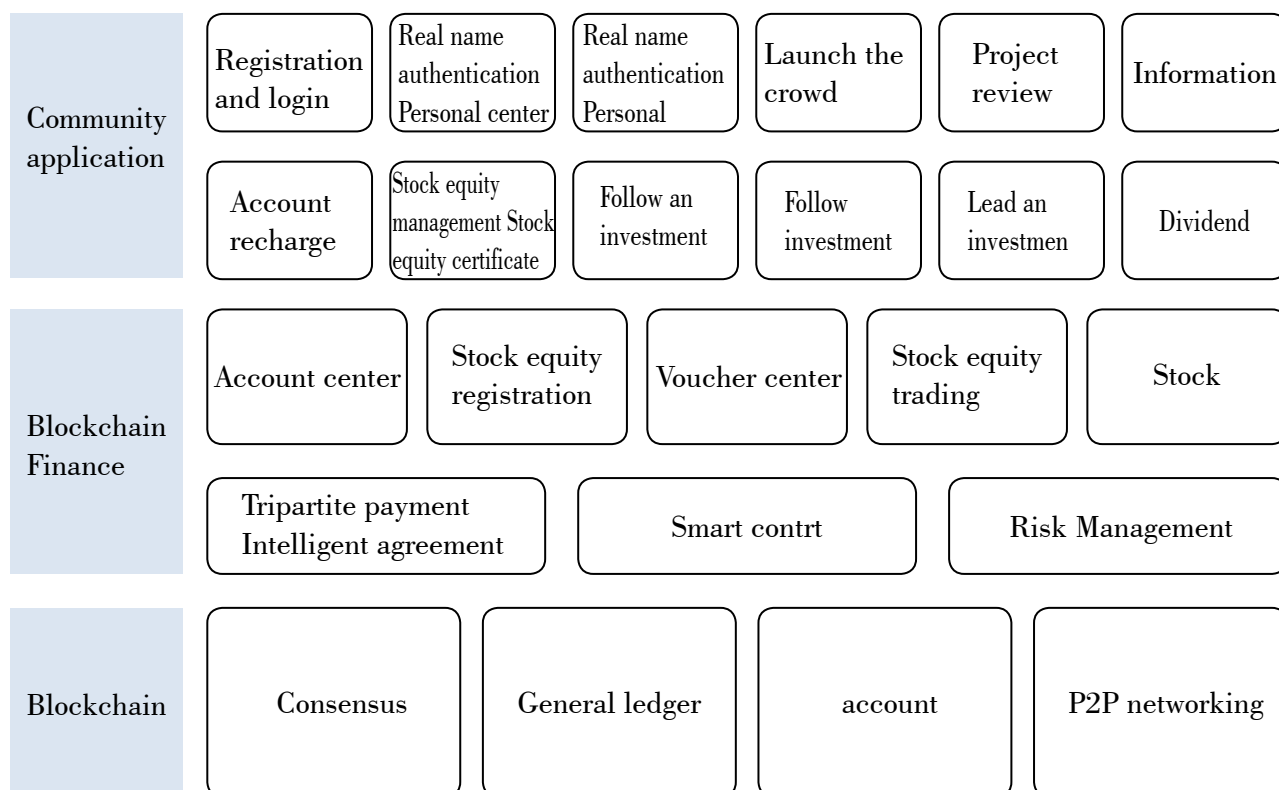 Community
application
Registration
and login
Real name
authentication
Personal center
Real name
authentication
Personal
Launch the
crowd
Project
review
Information
Account
recharge
Stock equity
management Stock
equity certificate
Follow an
investment
Follow
investment
Lead an
investmen
Dividend
Blockchain
Finance
Account center
Stock equity
registration
Voucher center
Stock equity
trading
Stock
Tripartite payment
Intelligent agreement
Smart contrt
Risk Management
Blockchain
Consensus
General ledger
account
P2P networking